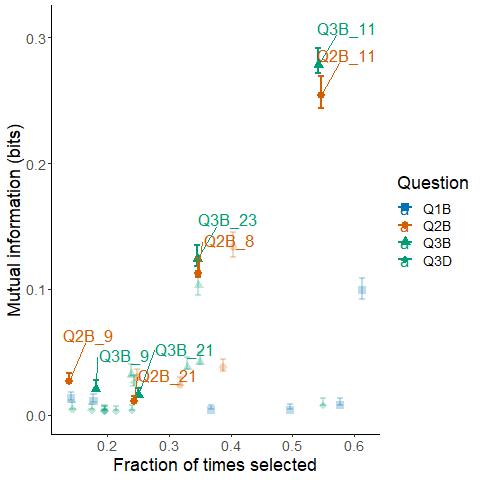 Q3B_11
Q2B_11
Q3B_23
Q2B_8
Q2B_9
Q3B_9
Q3B_21
Q2B_21
0.3
0.2
0.1
0.0
0.2
0.3
0.4
0.5
0.6
Mutual information (bits)
Fraction of times selected
Question
a Q1B
a Q2B
a Q3B
a Q3D